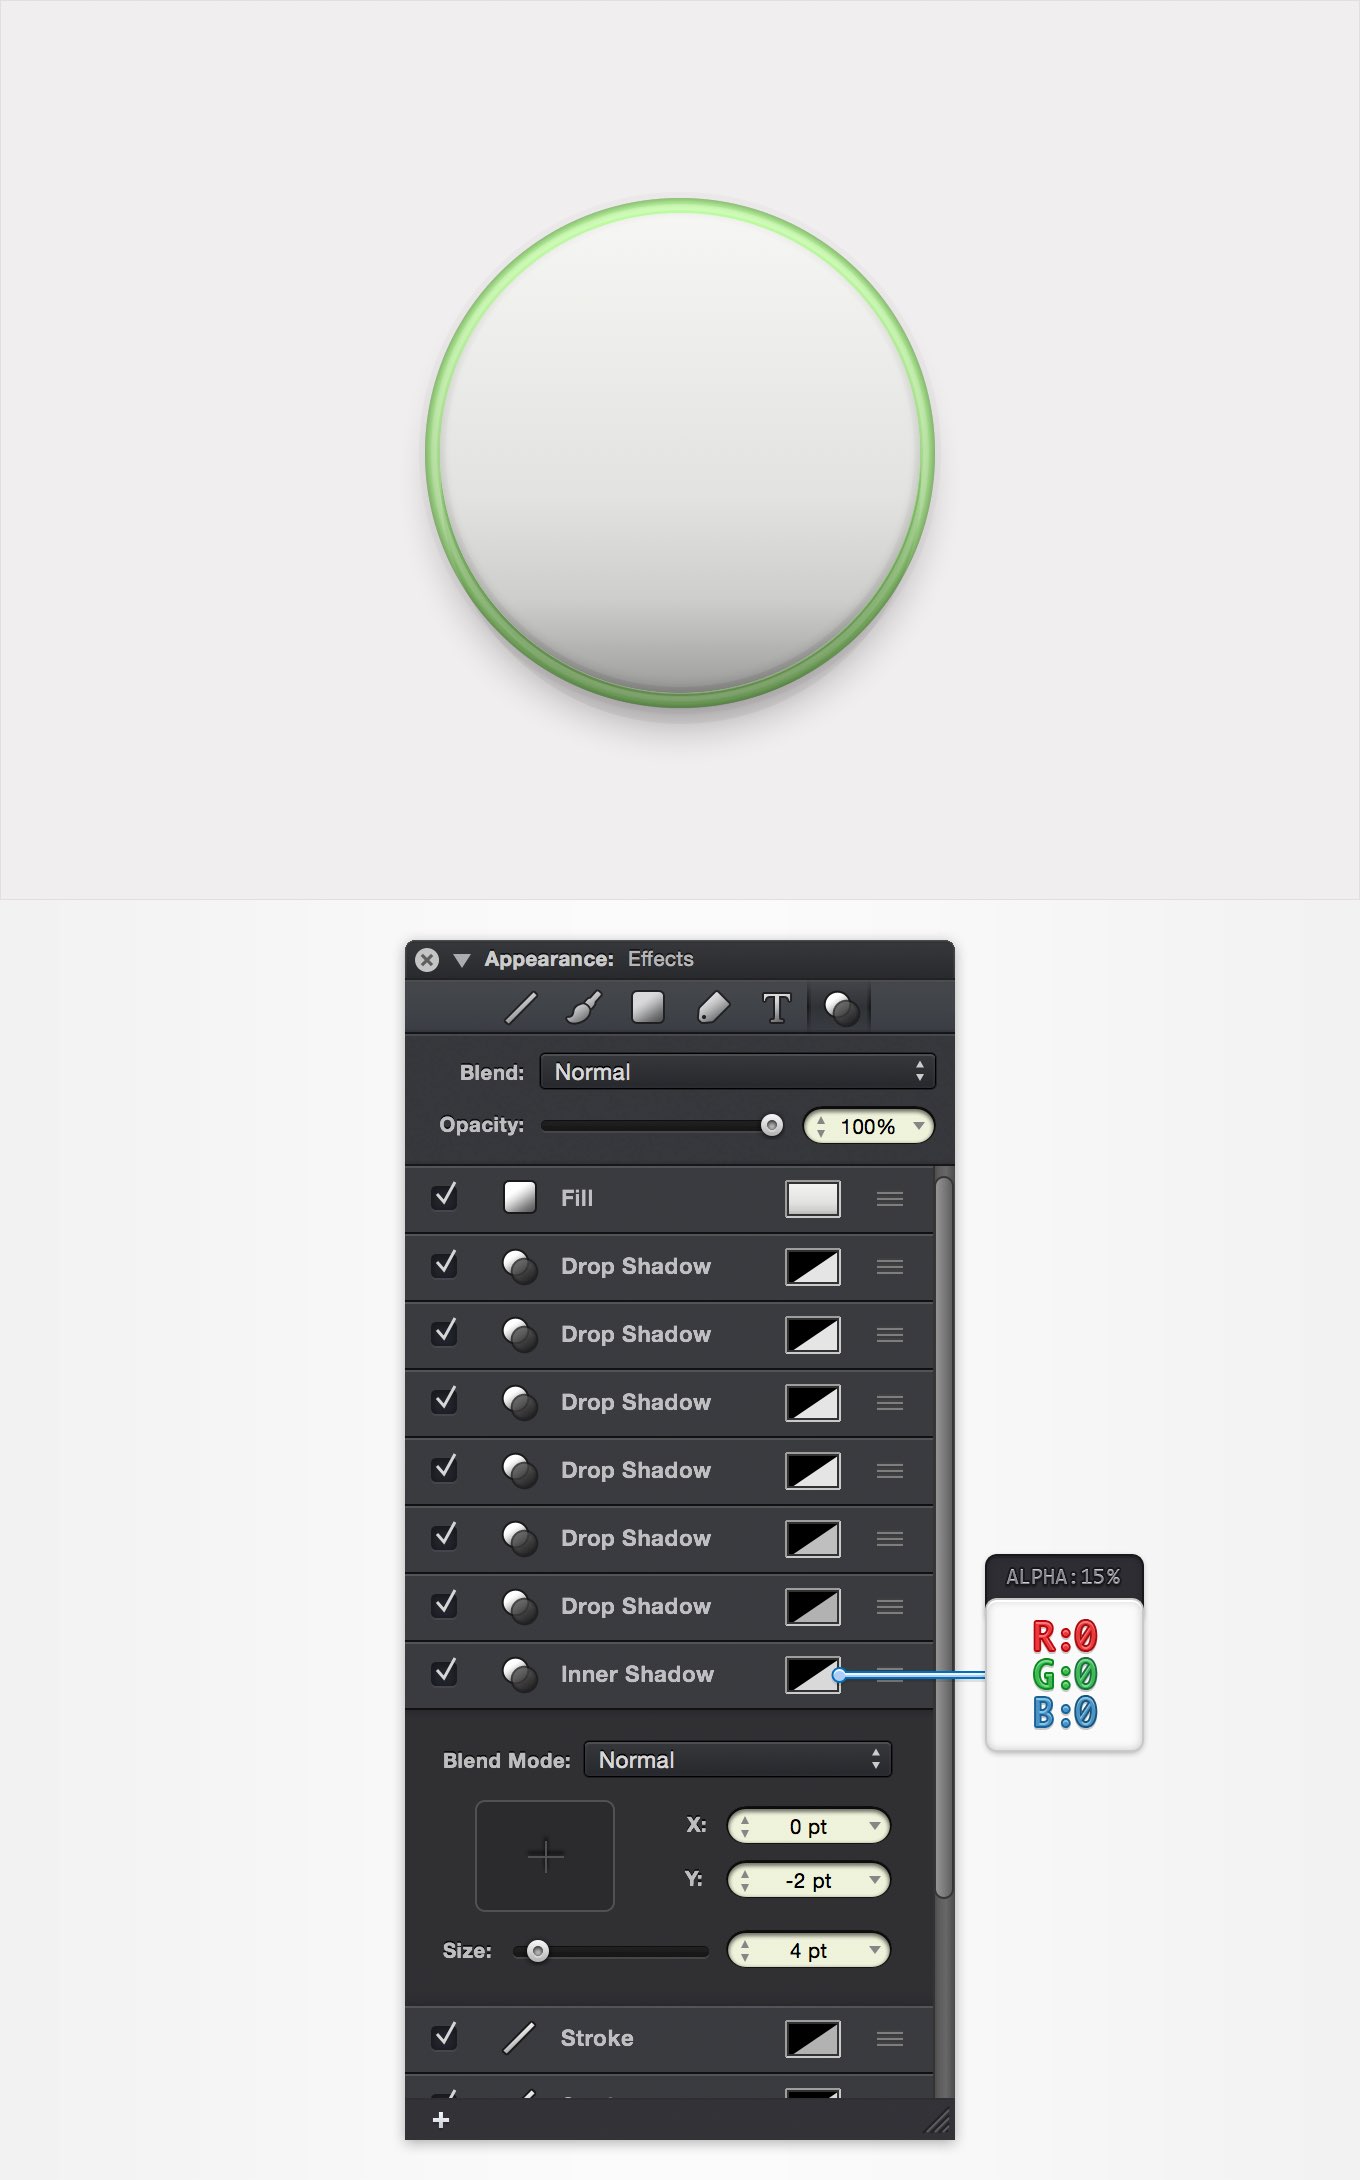 Appearance: Effects
T
Blend: Normal
Opacity: 100%
Fill
Drop Shadow
Drop Shadow
Drop Shadow
Drop Shadow
Drop Shadow
Drop Shadow
Inner Shadow
ALPHA:15%
R:0
G:0
B:0
Blend Mode: Normal
X: 0 pt
Y: -2 pt
Size: 4 pt
Stroke